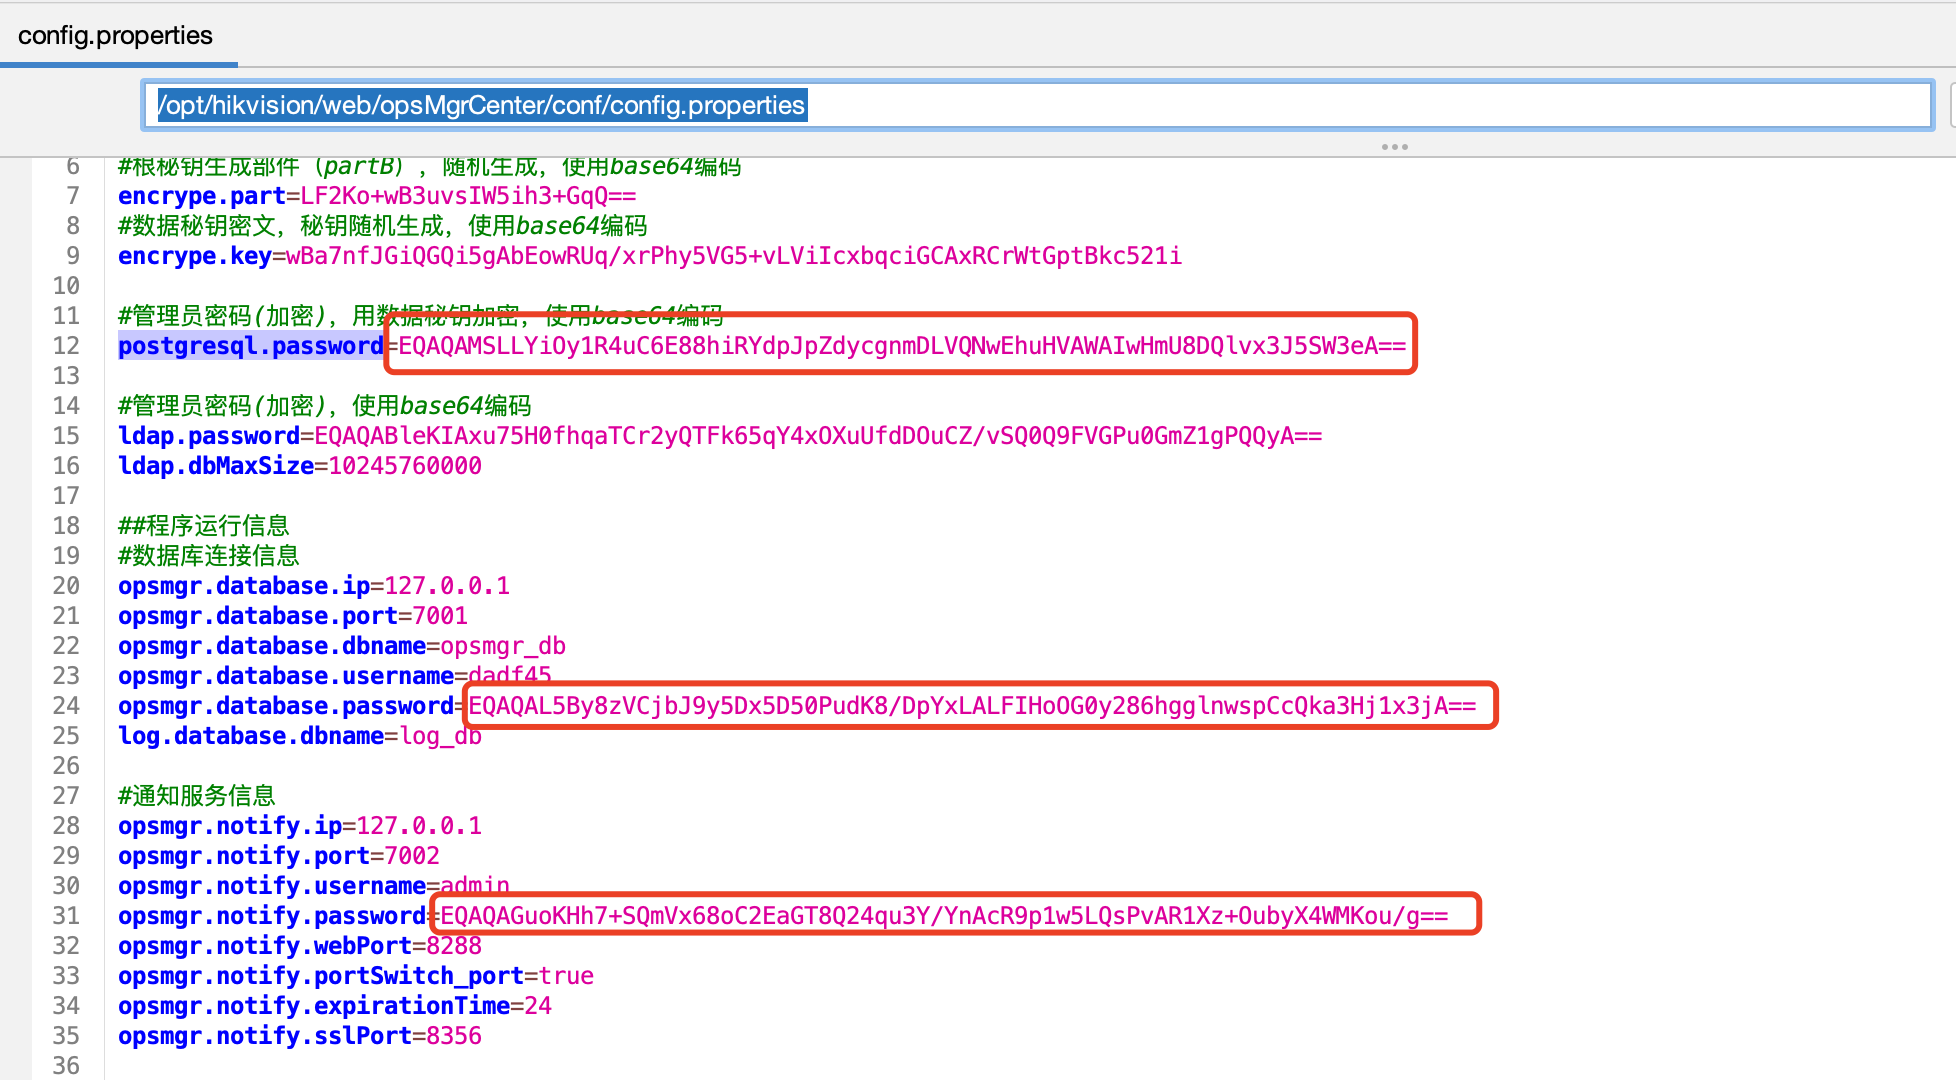 config.properties
/opt/hikvision/web/opsMgrCenter/conf/config.properties
6 #根秘钥生成部件（partB），随机生成，使用base64编码
7 encrype.part=LF2Ko+wB3uvsIW5ih3+GqQ==
8 #数据秘钥密文，秘钥随机生成，使用base64编码
9 encrype.key=wBa7nfJGiQGQi5gAbEowRUq/xrPhy5VG5+vLViIcxbqciGCAxRCrWtGptBkc521i
10
11 #管理员密码(加密)，用数据秘钥加密，使用base64编码
12 postgresql.password=EQAQAMSLLYiOy1R4uC6E88hiRYdpJpZdycgnmDLVQNwEhuHVAWAIwHmU8DQlvx3J5SW3eA==
13
14 #管理员密码(加密)，使用base64编码
15 ldap.password=EQAQABleKIAxu75H0fhqaTCr2yQTFk65qY4xOXuUfdDOuCZ/vSQ0Q9FVGPu0GmZ1gPQQyA==
16 ldap.dbMaxSize=10245760000
17
18 ##程序运行信息
19 #数据库连接信息
20 opsmgr.database.ip=127.0.0.1
21 opsmgr.database.port=7001
22 opsmgr.database.dbname=opsmgr_db
23 opsmgr.database.username=dadf45
24 opsmgr.database.password=EQAQAL5By8zVCjbJ9y5Dx5D50PudK8/DpYxLALFIHoOG0y286hgglnwspCcQka3Hj1x3jA==
25 log.database.dbname=log_db
26
27 #通知服务信息
28 opsmgr.notify.ip=127.0.0.1
29 opsmgr.notify.port=7002
30 opsmgr.notify.username=admin
31 opsmgr.notify.password=EQAQAGuoKHh7+SQmVx68oC2EaGT8Q24qu3Y/YnAcR9p1w5LQsPvAR1Xz+OubyX4WMKou/g==
32 opsmgr.notify.webPort=8288
33 opsmgr.notify.portSwitch_port=true
34 opsmgr.notify.expirationTime=24
35 opsmgr.notify.sslPort=8356
36